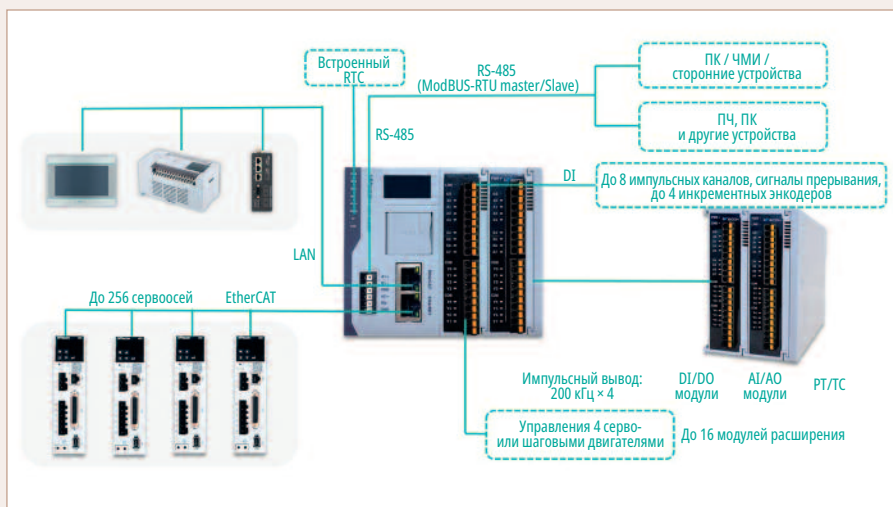 Встроенный
RTC
RS-485
(ModBUS-RTU master/Slave)
ПК / ЧМИ /
сторонние устройства
ПЧ, ПК
и другие устройства
RS-485
DI
До 8 импульсных каналов, сигналы прерывания,
до 4 инкрементных энкодеров
LAN
До 256 сервоосей
EtherCAT
Импульсный вывод:
200 кГц × 4
DI/DO
модули
AI/AO
модули
PT/TC
Управления 4 серво-
или шаговыми двигателями
До 16 модулей расширения